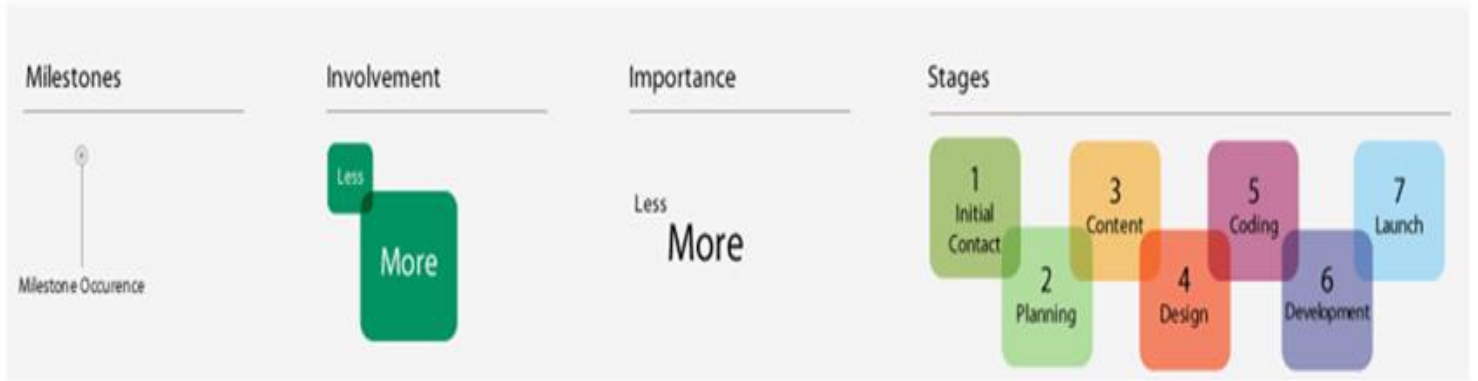 Milestones
Milestone Occurence
Involvement
Less
More
Importance
Less
More
Stages
1
Initial
Contact
2
Planning
3
Content
4
Design
5
Coding
6
Development
7
Launch